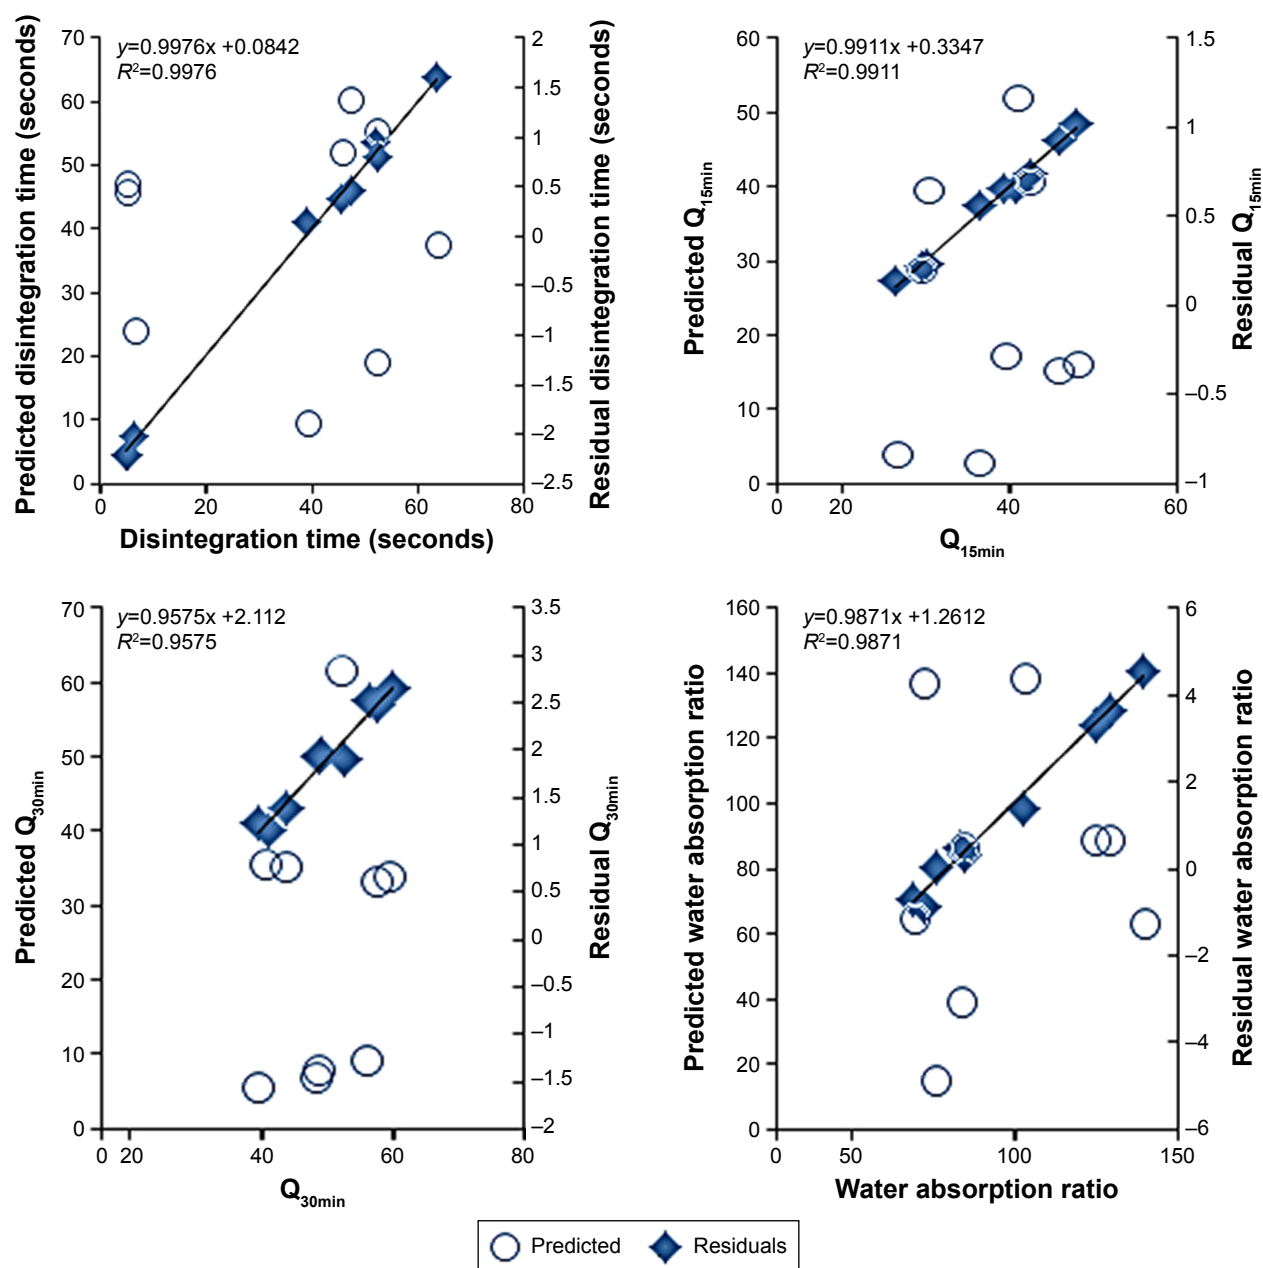 Predicted disintegration time (seconds)
70
60
50
40
30
20
10
0
y=0.9976x +0.0842
R²=0.9976
2
1.5
1
0.5
0
–0.5
–1
–1.5
–2
–2.5
Residual disintegration time (seconds)
0 20 40 60 80
Disintegration time (seconds)
Predicted Q15min
60
50
40
30
20
10
0
y=0.9911x +0.3347
R²=0.9911
1.5
1
0.5
0
–0.5
–1
Residual Q15min
0 20 40 60
Q15min
Predicted Q30min
70
60
50
40
30
20
10
0
y=0.9575x +2.112
R²=0.9575
3.5
3
2.5
2
1.5
1
0.5
0
–0.5
–1
–1.5
–2
Residual Q30min
0 20 40 60 80
Q30min
Predicted water absorption ratio
160
140
120
100
80
60
40
20
0
y=0.9871x +1.2612
R²=0.9871
6
4
2
0
–2
–4
–6
Residual water absorption ratio
0 50 100 150
Water absorption ratio
Predicted Residuals